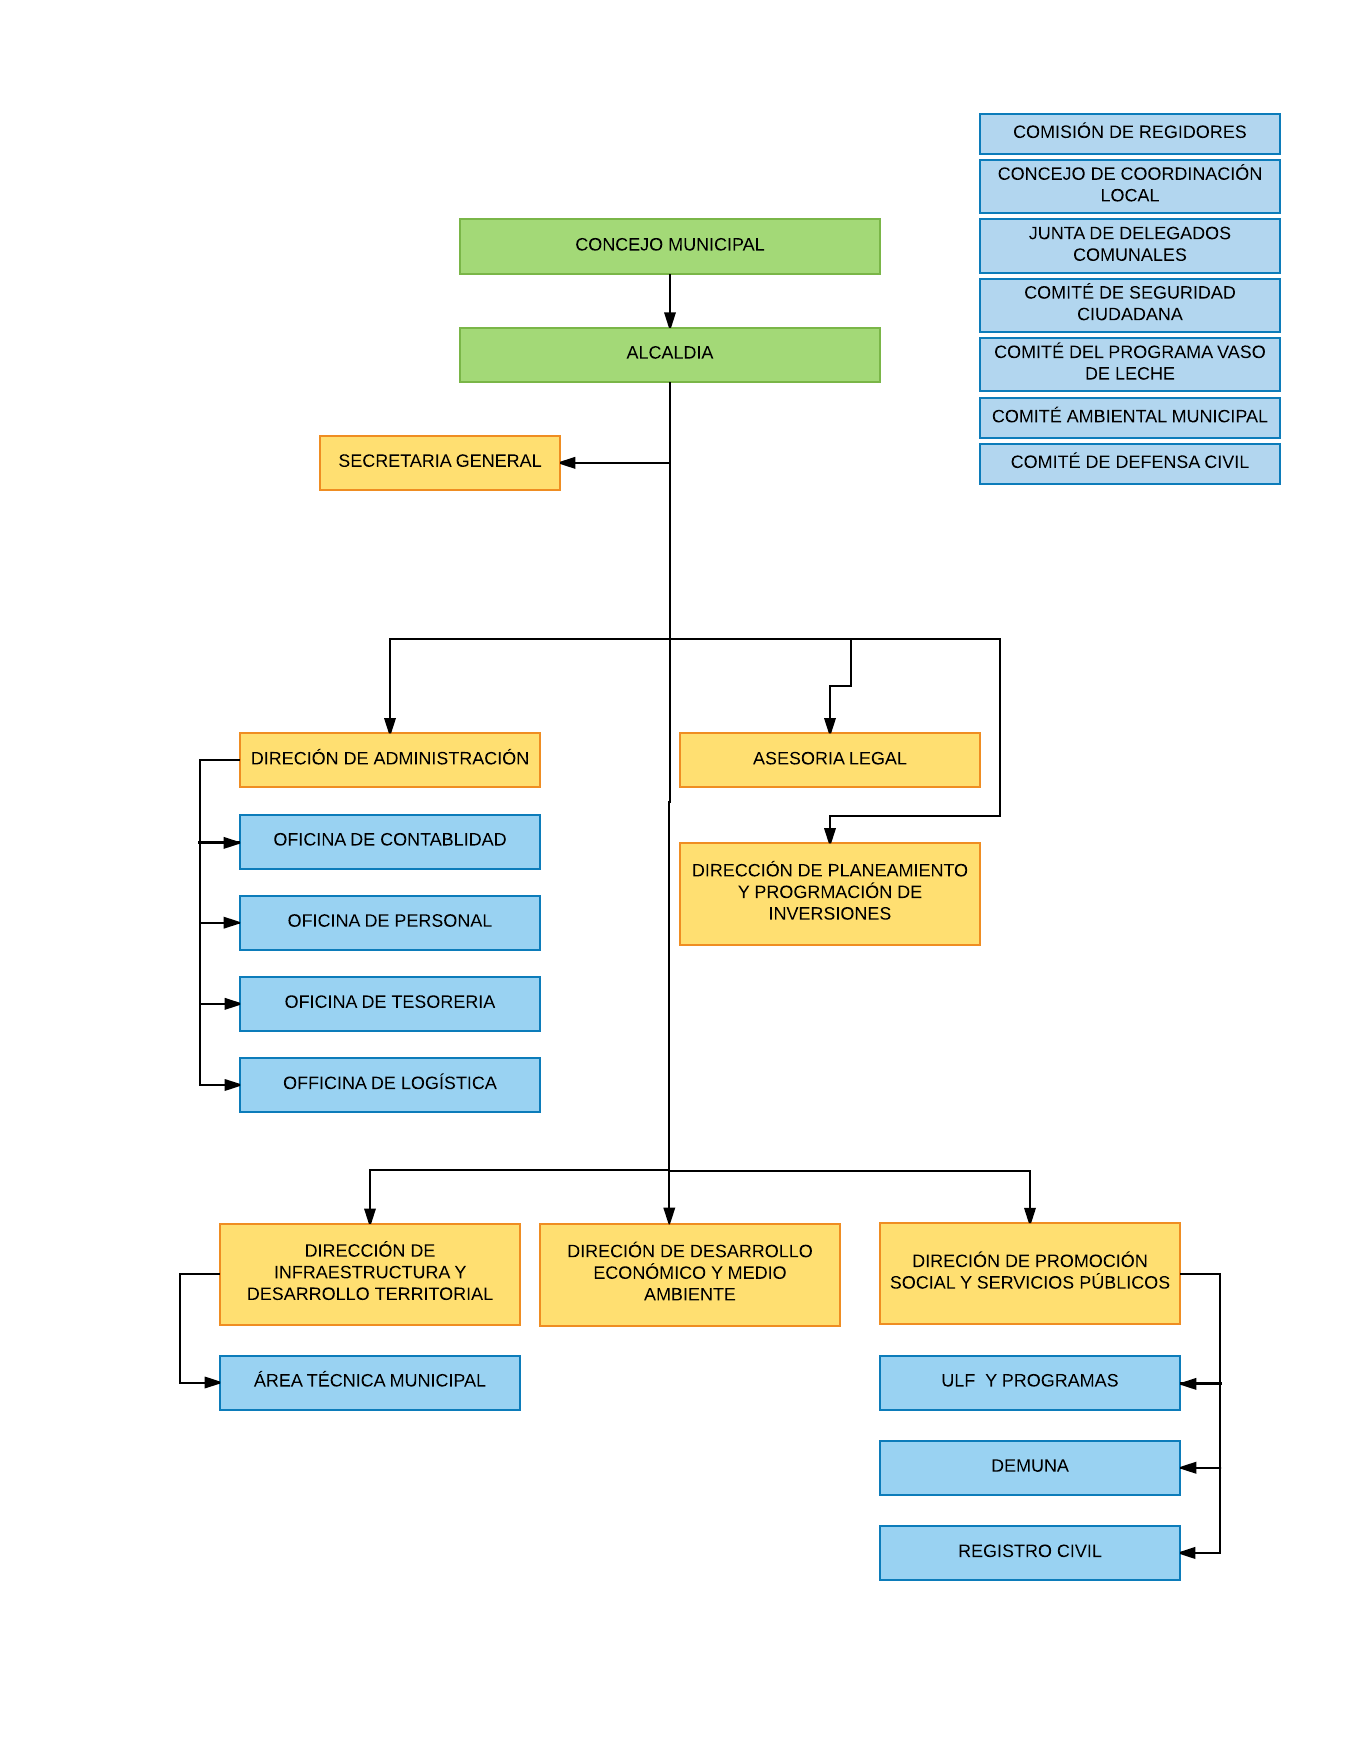 COMISIÓN DE REGIDORES
CONCEJO DE COORDINACIÓN
LOCAL
JUNTA DE DELEGADOS
COMUNALES
COMITÉ DE SEGURIDAD
CIUDADANA
COMITÉ DEL PROGRAMA VASO
DE LECHE
COMITÉ AMBIENTAL MUNICIPAL
COMITÉ DE DEFENSA CIVIL
CONCEJO MUNICIPAL
ALCALDIA
SECRETARIA GENERAL
DIRECIÓN DE ADMINISTRACIÓN
OFICINA DE CONTABLIDAD
OFICINA DE PERSONAL
OFICINA DE TESORERIA
OFFICINA DE LOGÍSTICA
ASESORIA LEGAL
DIRECCIÓN DE PLANEAMIENTO
Y PROGRMACIÓN DE
INVERSIONES
DIRECCIÓN DE
INFRAESTRUCTURA Y
DESARROLLO TERRITORIAL
ÁREA TÉCNICA MUNICIPAL
DIRECIÓN DE DESARROLLO
ECONÓMICO Y MEDIO
AMBIENTE
DIRECIÓN DE PROMOCIÓN
SOCIAL Y SERVICIOS PÚBLICOS
ULF  Y PROGRAMAS
DEMUNA
REGISTRO CIVIL